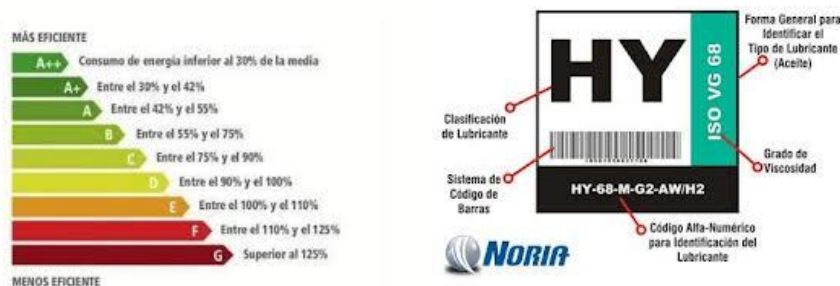 MÁS EFICIENTE
A++ Consumo de energía inferior al 30% de la media
A+ Entre el 30% y el 42%
A Entre el 42% y el 55%
B Entre el 55% y el 75%
C Entre el 75% y el 90%
D Entre el 90% y el 100%
E Entre el 100% y el 110%
F Entre el 110% y el 125%
G Superior al 125%
MENOS EFICIENTE
Forma General para
Identificar el
Tipo de Lubricante
(Aceite)
HY
ISO VG 68
Clasificación
de Lubricante
Grado de
Viscosidad
Sistema de
Código de
Barras
HY-68-M-G2-AW/H2
Código Alfa-Numérico
para Identificación del
Lubricante
NORIA